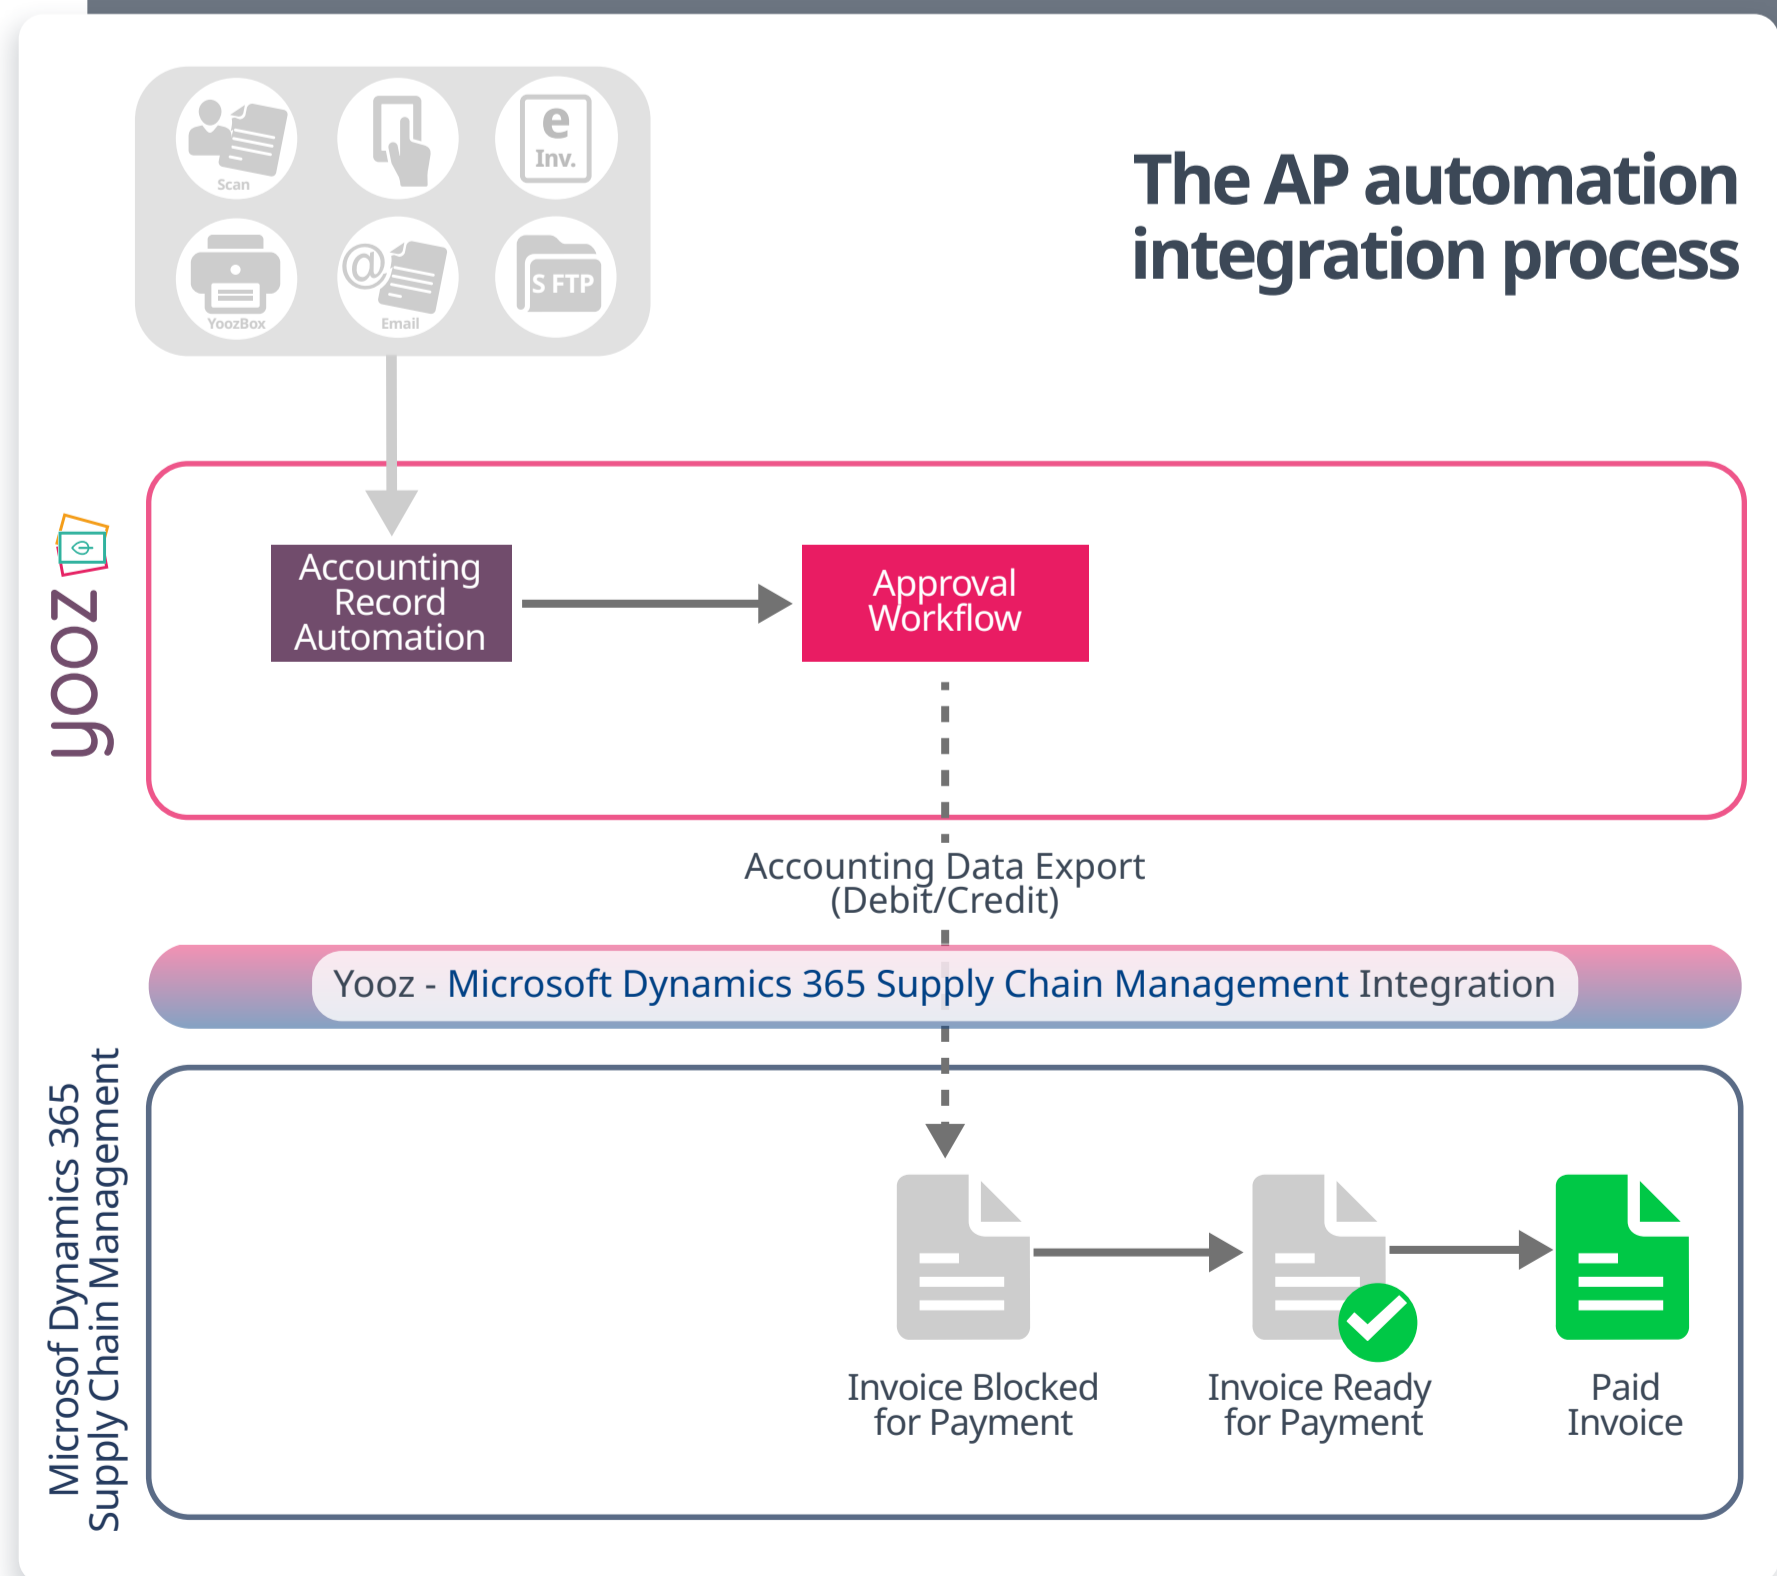 Scan
e
Inv.
YoozBox
@
Email
S FTP
The AP automation
integration process
yooz
Accounting
Record
Automation
Approval
Workflow
Accounting Data Export
(Debit/Credit)
Yooz - Microsoft Dynamics 365 Supply Chain Management Integration
Microsof Dynamics 365
Supply Chain Management
Invoice Blocked
for Payment
Invoice Ready
for Payment
Paid
Invoice